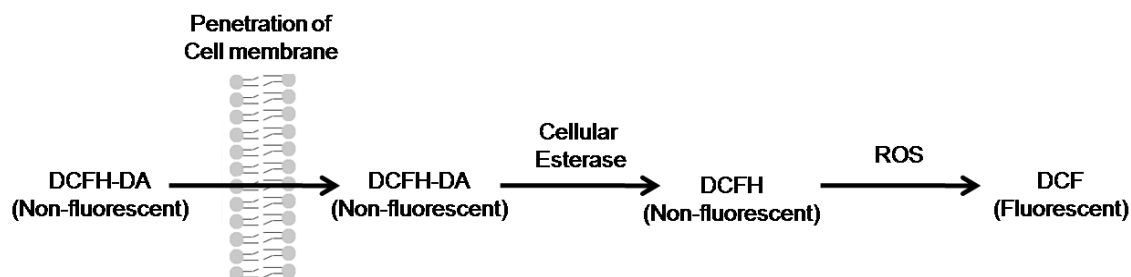 Penetration of
Cell membrane
DCFH-DA
(Non-fluorescent)
DCFH-DA
(Non-fluorescent)
Cellular
Esterase
DCFH
(Non-fluorescent)
ROS
DCF
(Fluorescent)